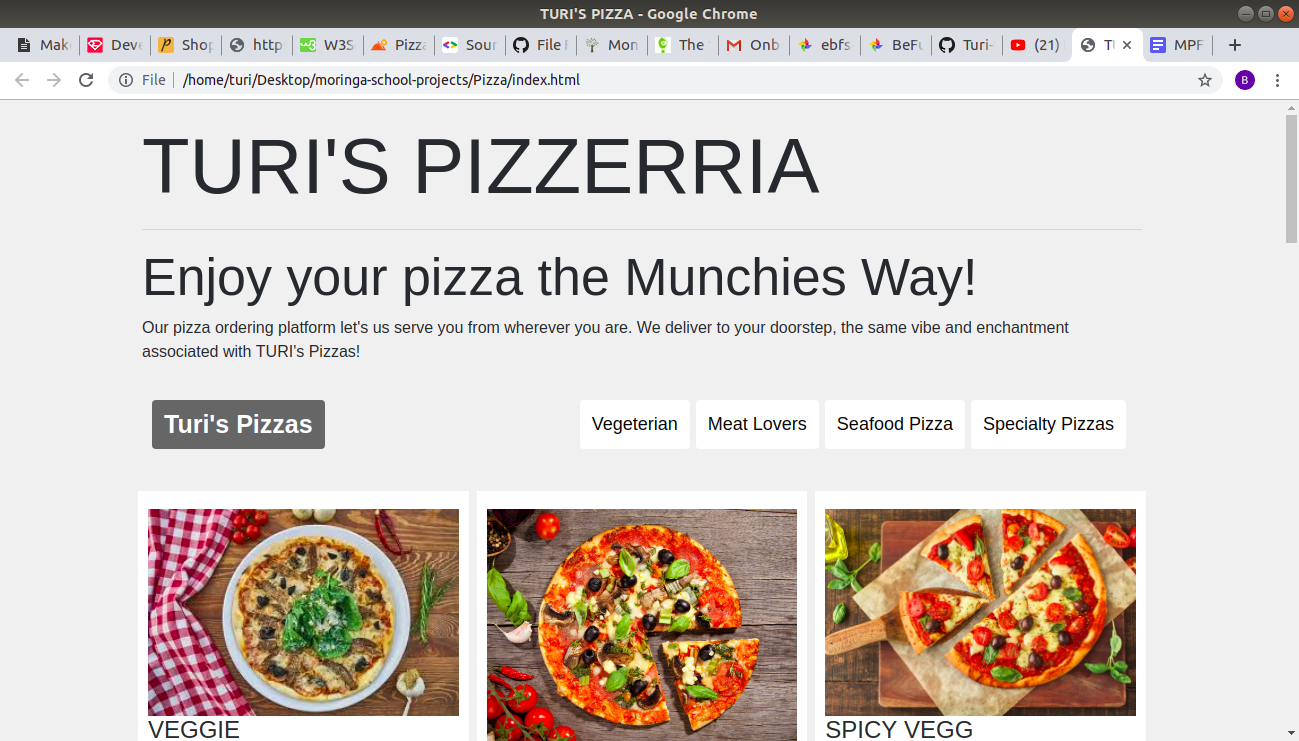 TURI'S PIZZA - Google Chrome
Mak Deve Shop http W3S Pizza Sour File Mon The Onb ebfs BeFu Turi- (21) MPF
File /home/turi/Desktop/moringa-school-projects/Pizza/index.html B
TURI'S PIZZERRIA
Enjoy your pizza the Munchies Way!
Our pizza ordering platform let's us serve you from wherever you are. We deliver to your doorstep, the same vibe and enchantment
associated with TURI's Pizzas!
Turi's Pizzas Vegeterian Meat Lovers Seafood Pizza Specialty Pizzas
VEGGIE SPICY VEGG